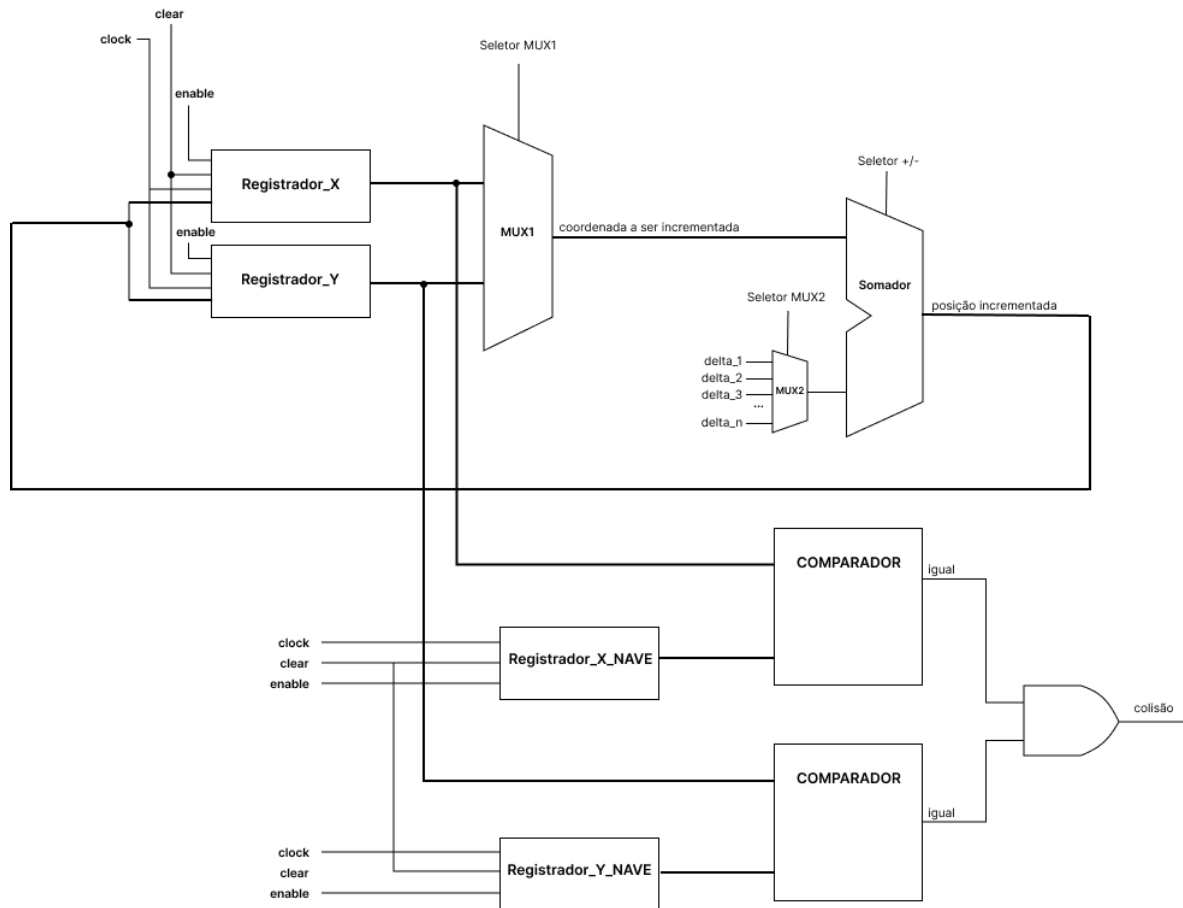 clear
clock
Seletor MUX1
enable
Registrador_X
Seletor +/-
MUX1
coordenada a ser incrementada
enable
Registrador_Y
Somador
Seletor MUX2
posição incrementada
delta_1
delta_2
delta_3
...
delta_n
MUX2
COMPARADOR
igual
clock
clear
enable
Registrador_X_NAVE
colisão
COMPARADOR
igual
clock
clear
enable
Registrador_Y_NAVE